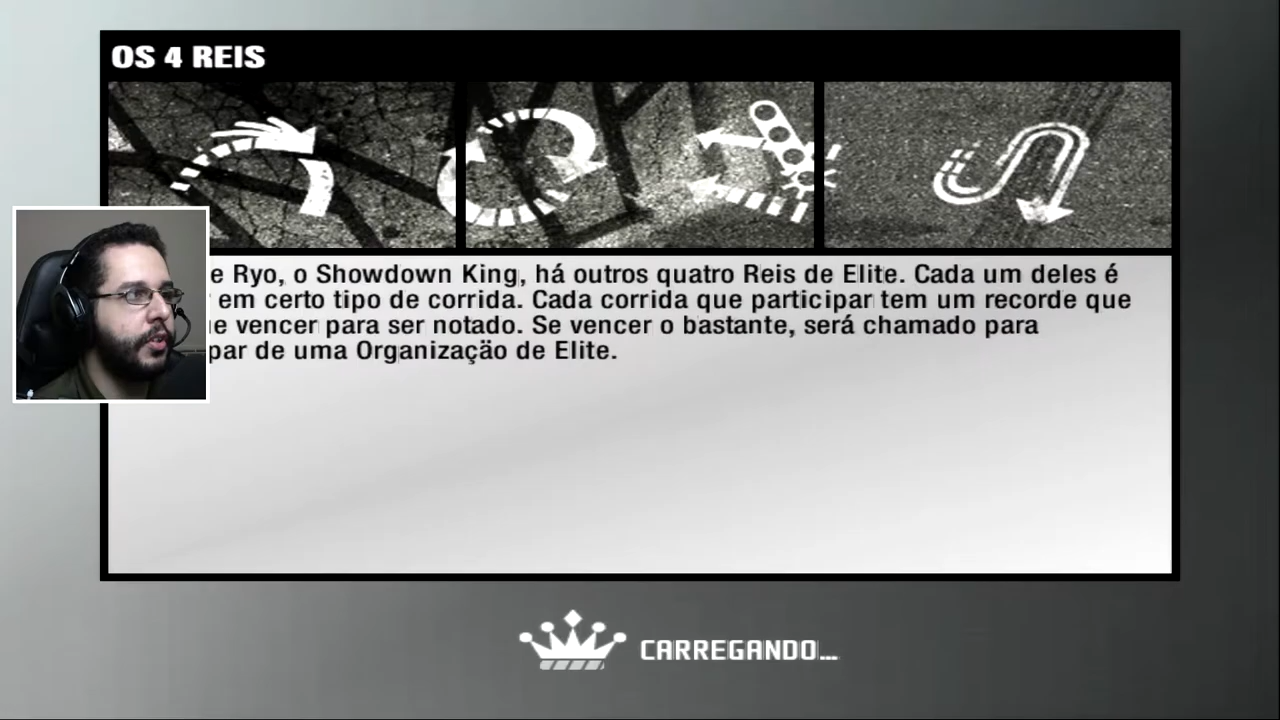 OS 4 REIS
e Ryo, o Showdown King, há outros quatro Reis de Elite. Cada um deles é
em certo tipo de corrida. Cada corrida que participar tem um recorde que
vencer para ser notado. Se vencer o bastante, será chamado para
par de uma Organizaçäo de Elite.
CARREGANDO...